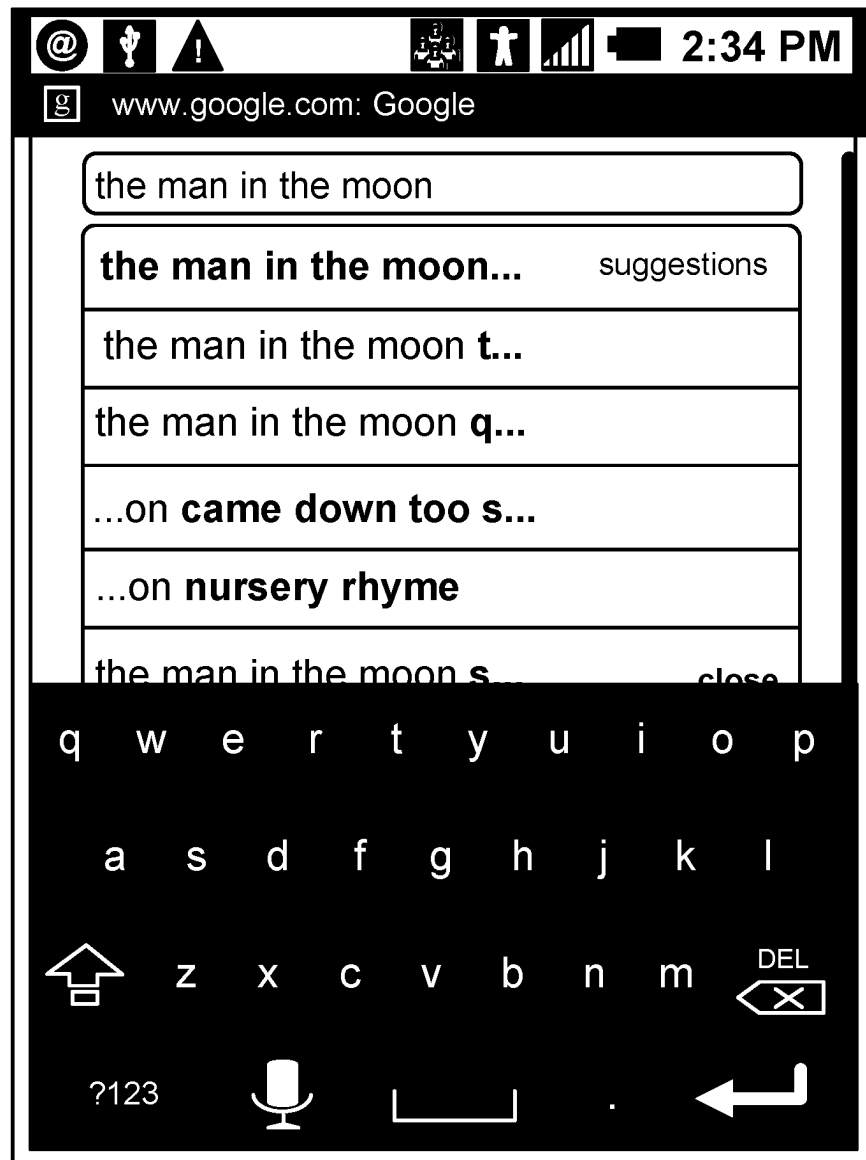 @ ! 2:34 PM
g www.google.com: Google
the man in the moon
the man in the moon... suggestions
the man in the moon t...
the man in the moon q...
...on came down too s...
...on nursery rhyme
the man in the moon s... close
q w e r t y u i o p
a s d f g h j k l
z x c v b n m DEL
?123 .